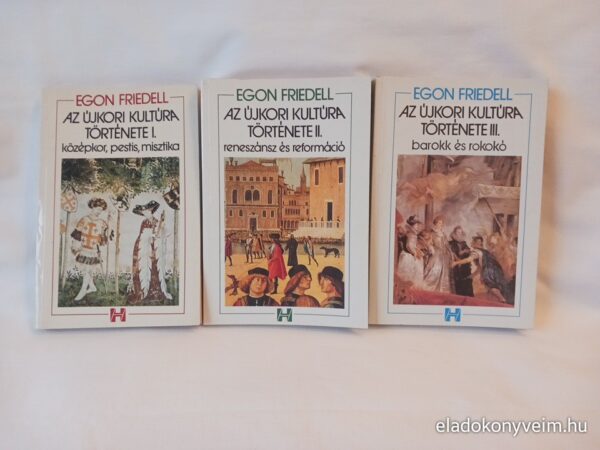 EGON FRIEDELL
AZ ÚJKORI KULTÚRA
TÖRTÉNETE I.
középkor, pestis, misztika
H
EGON FRIEDELL
AZ ÚJKORI KULTÚRA
TÖRTÉNETE II.
reneszánsz és reformáció
H
EGON FRIEDELL
AZ ÚJKORI KULTÚRA
TÖRTÉNETE III.
barokk és rokokó
H
eladokonyveim.hu